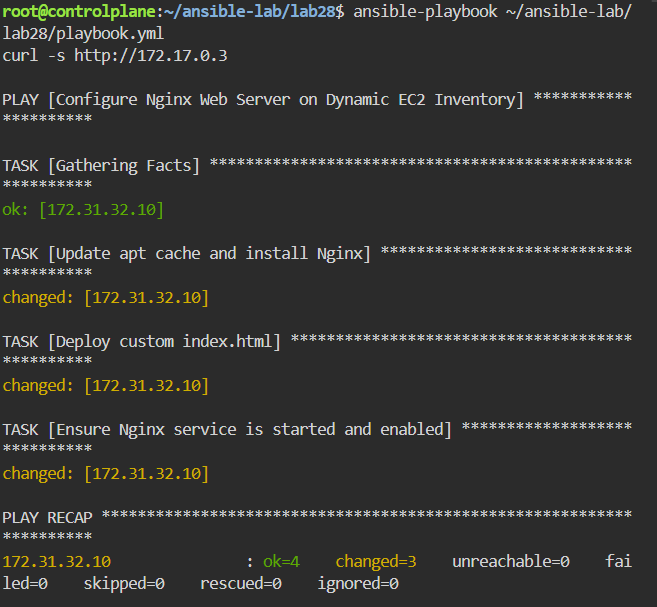 root@controlplane:~/ansible-lab/lab28$ ansible-playbook ~/ansible-lab/
lab28/playbook.yml
curl -s http://172.17.0.3
PLAY [Configure Nginx Web Server on Dynamic EC2 Inventory] ***********
**********
TASK [Gathering Facts] ***********************************************
**********
ok: [172.31.32.10]
TASK [Update apt cache and install Nginx] ****************************
**********
changed: [172.31.32.10]
TASK [Deploy custom index.html] **************************************
**********
changed: [172.31.32.10]
TASK [Ensure Nginx service is started and enabled] *******************
**********
changed: [172.31.32.10]
PLAY RECAP ***********************************************************
**********
172.31.32.10               : ok=4    changed=3    unreachable=0    fai
led=0    skipped=0    rescued=0    ignored=0